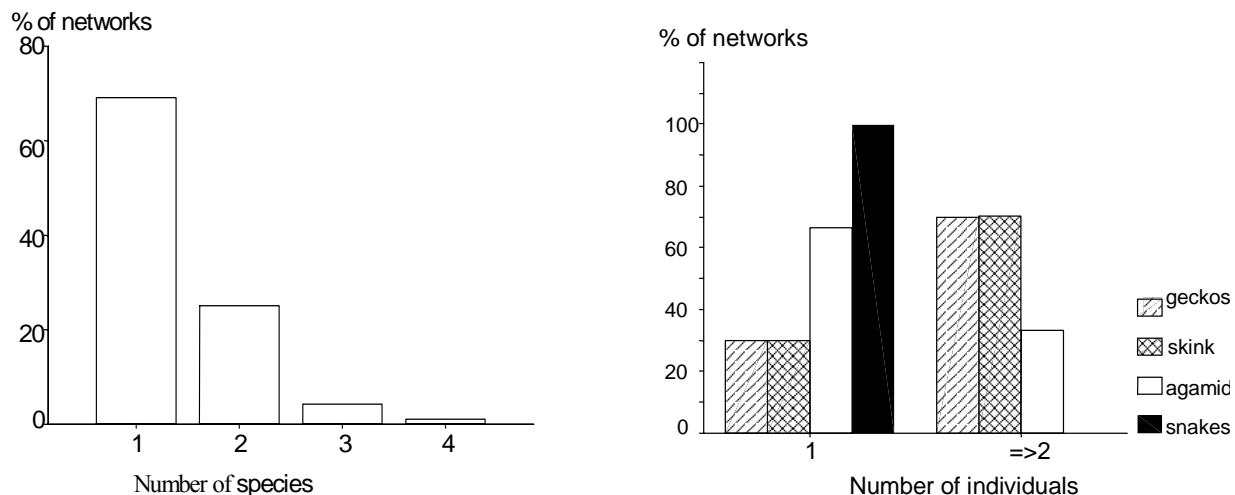 % of networks
80
60
40
20
0
1 2 3 4
Number of species
% of networks
100
80
60
40
20
0
1 =>2
Number of individuals
geckos
skink
agamid
snakes